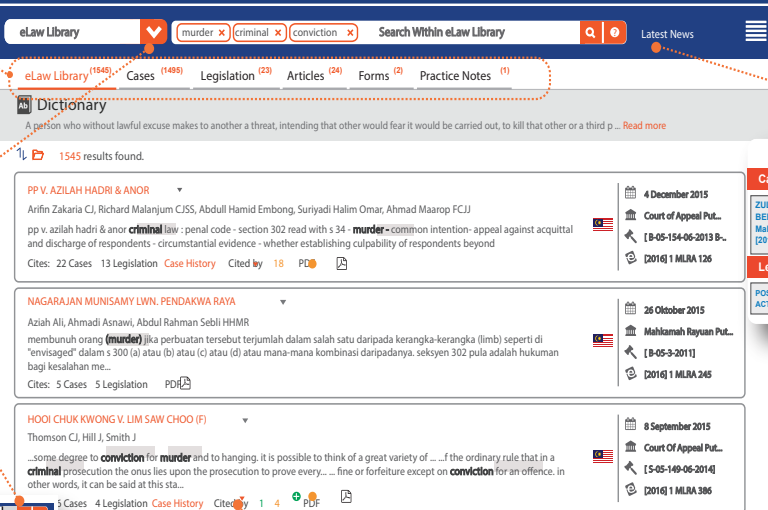 eLaw Library murder × criminal × conviction × Search Within eLaw Library Latest News
eLaw Library (1545) Cases (1495) Legislation (23) Articles (24) Forms (2) Practice Notes (1)
Ab Dictionary
A person who without lawful excuse makes to another a threat, intending that other would fear it would be carried out, to kill that other or a third p ... Read more
1545 results found.
PP V. AZILAH HADRI & ANOR
Arifin Zakaria CJ, Richard Malanjum CJSS, Abdull Hamid Embong, Suriyadi Halim Omar, Ahmad Maarop FCJJ
pp v. azilah hadri & anor criminal law : penal code - section 302 read with s 34 - murder - common intention- appeal against acquittal
and discharge of respondents - circumstantial evidence - whether establishing culpability of respondents beyond
Cites: 22 Cases 13 Legislation Case History Cited by 18 PDF
4 December 2015
Court of Appeal Put...
[ B-05-154-06-2013 B-..
[2016] 1 MLRA 126
NAGARAJAN MUNISAMY LWN. PENDAKWA RAYA
Aziah Ali, Ahmadi Asnawi, Abdul Rahman Sebli HHMR
membunuh orang (murder) jika perbuatan tersebut terjumlah dalam salah satu daripada kerangka-kerangka (limb) seperti di
"envisaged" dalam s 300 (a) atau (b) atau (c) atau (d) atau mana-mana kombinasi daripadanya. seksyen 302 pula adalah hukuman
bagi kesalahan me...
Cites: 5 Cases 5 Legislation PDF
26 Oktober 2015
Mahkamah Rayuan Put...
[ B-05-3-2011]
[2016] 1 MLRA 245
HOOI CHUK KWONG V. LIM SAW CHOO (F)
Thomson CJ, Hill J, Smith J
...some degree to conviction for murder and to hanging. it is possible to think of a great variety of ... ...f the ordinary rule that in a
criminal prosecution the onus lies upon the prosecution to prove every... ... fine or forfeiture except on conviction for an offence. in
other words, it can be said at this sta...
Cases 4 Legislation Case History Cited by 1 4 PDF
8 September 2015
Court Of Appeal Put...
[ S-05-149-06-2014]
[2016] 1 MLRA 386